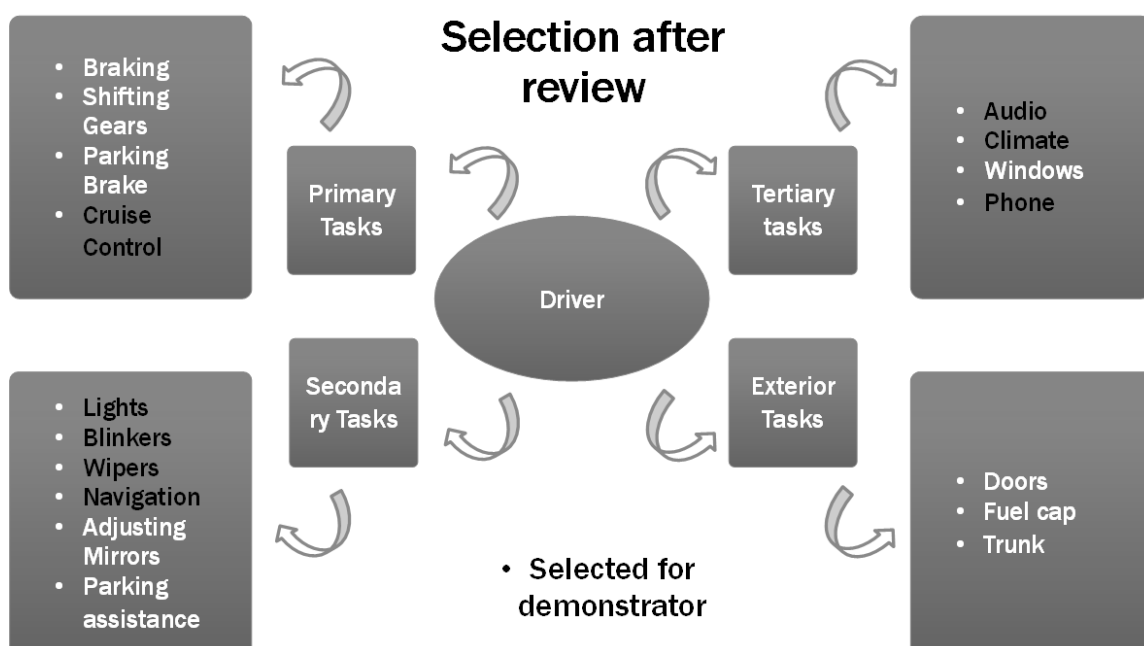 Selection after
review
• Braking
• Shifting
Gears
• Parking
Brake
• Cruise
Control
Primary
Tasks
Tertiary
tasks
• Audio
• Climate
• Windows
• Phone
Driver
• Lights
• Blinkers
• Wipers
• Navigation
• Adjusting
Mirrors
• Parking
assistance
Seconda
ry Tasks
Exterior
Tasks
• Doors
• Fuel cap
• Trunk
• Selected for
demonstrator